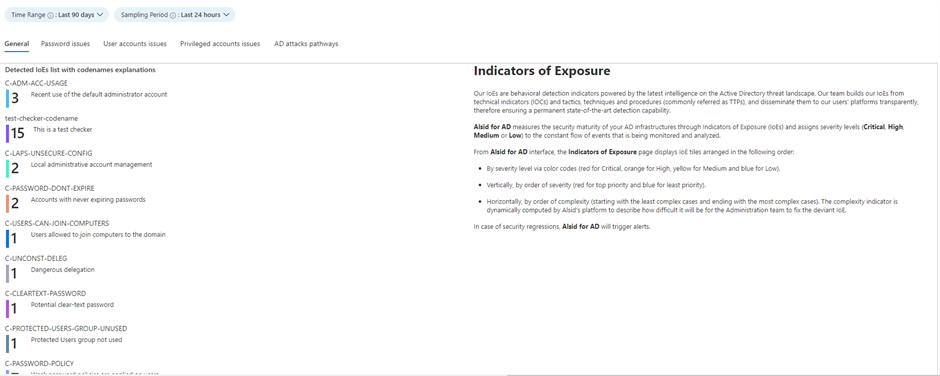 Time Range : Last 90 days
Sampling Period : Last 24 hours
General Password issues User accounts issues Privileged accounts issues AD attacks pathways
Detected IoEs list with codenames explanations
C-ADM-ACC-USAGE
3 Recent use of the default administrator account
test-checker-codename
15 This is a test checker
C-LAPS-UNSECURE-CONFIG
2 Local administrative account management
C-PASSWORD-DONT-EXPIRE
2 Accounts with never expiring passwords
C-USERS-CAN-JOIN-COMPUTERS
1 Users allowed to join computers to the domain
C-UNCONST-DELEG
1 Dangerous delegation
C-CLEARTEXT-PASSWORD
1 Potential clear-text password
C-PROTECTED-USERS-GROUP-UNUSED
1 Protected Users group not used
C-PASSWORD-POLICY
Weak password policies are applied on users
Indicators of Exposure
Our IoEs are behavioral detection indicators powered by the latest intelligence on the Active Directory threat landscape. Our team builds our IoEs from
technical indicators (IOCs) and tactics, techniques and procedures (commonly referred as TTPs), and disseminate them to our users' platforms transparently,
therefore ensuring a permanent state-of-the-art detection capability.
Alsid for AD measures the security maturity of your AD infrastructures through Indicators of Exposure (IoEs) and assigns severity levels (Critical, High,
Medium or Low) to the constant flow of events that is being monitored and analyzed.
From Alsid for AD interface, the Indicators of Exposure page displays IoE tiles arranged in the following order:
• By severity level via color codes (red for Critical, orange for High, yellow for Medium and blue for Low).
• Vertically, by order of severity (red for top priority and blue for least priority).
• Horizontally, by order of complexity (starting with the least complex cases and ending with the most complex cases). The complexity indicator is
dynamically computed by Alsid's platform to describe how difficult it will be for the Administration team to fix the deviant IoE.
In case of security regressions, Alsid for AD will trigger alerts.